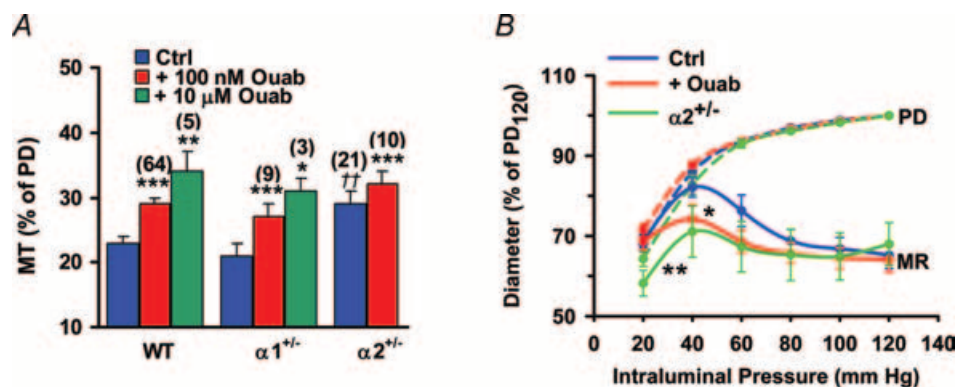 A
Ctrl
+ 100 nM Ouab
+ 10 µM Ouab
MT (% of PD)
50
40
30
20
10
(64)
***
(5)
**
(9)
***
(3)
*
(21)
††
(10)
***
WT
α1+/-
α2+/-
B
Ctrl
+ Ouab
α2+/-
Diameter (% of PD120)
110
90
70
50
PD
MR
*
**
0 20 40 60 80 100 120 140
Intraluminal Pressure (mm Hg)